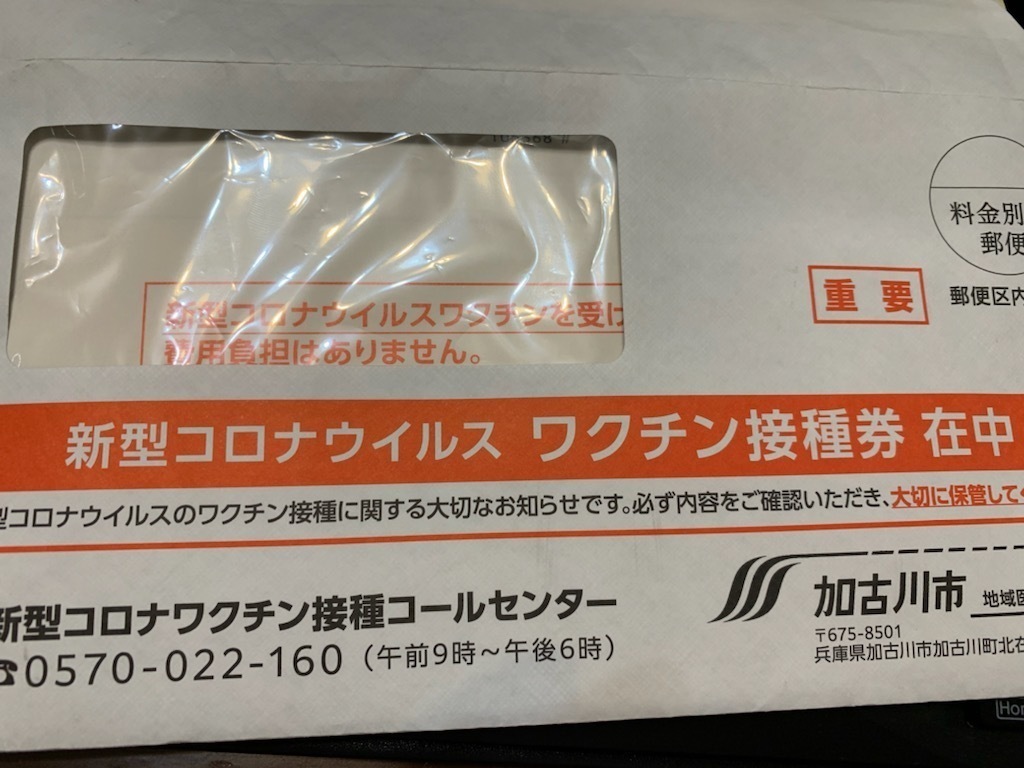 料金別
郵便
重要
郵便区内
新型コロナウイルスワクチンを受け
費用負担はありません。
新型コロナウイルス ワクチン接種券 在中
型コロナウイルスのワクチン接種に関する大切なお知らせです。必ず内容をご確認いただき、大切に保管して
新型コロナワクチン接種コールセンター
☎0570-022-160（午前9時～午後6時）
加古川市 地域医
〒675-8501
兵庫県加古川市加古川町北在
Hom